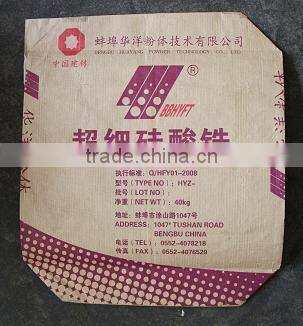 蚌埠华洋粉体技术有限公司
BENGBU HUAYANG POWDER TECHNOLOGY CO., LTD
中国建材
®
BBHYFT
超细硅酸锆
trade.china.cn
执行标准: Q/HFY01-2008
型号 (TYPE NO): HYZ-
批号 (LOT NO):
净重 (NET WT): 40kg
地址: 蚌埠市涂山路1047号
ADDRESS: 1047# TUSHAN ROAD
BENGBU CHINA
电话 (TEL): 0552-4078218
传真 (FAX): 0552-4076529